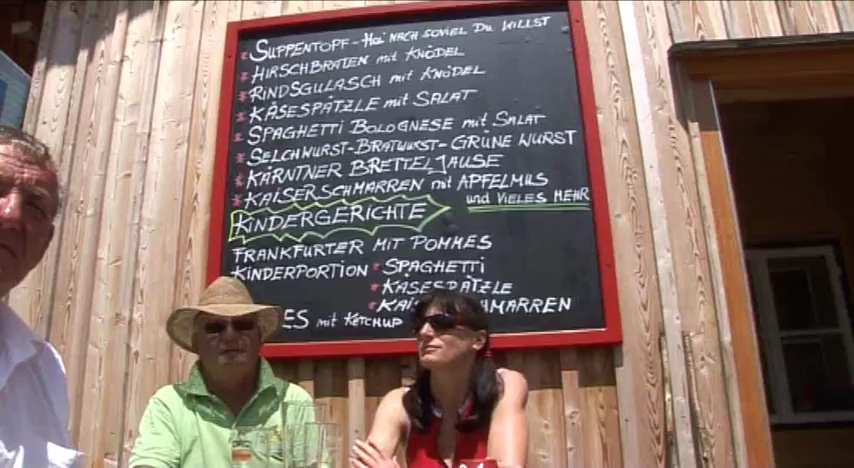 SUPPENTOPF - Hai NACH SOVIEL DU WILLST
* HIRSCHBRATEN mit KNÖDEL
* RINDSGULASCH mit KNÖDEL
* KÄSESPÄTZLE mit SALAT
* SPAGHETTI BOLOGNESE mit SALAT
* SELCHWURST-BRATWURST-GRÜNE WURST
* KÄRNTNER BRETTELJAUSE
* KAISERSCHMARREN mit APFELMUS
und VIELES MEHR
KINDERGERICHTE
FRANKFURTER MIT POMMES
KINDERPORTION * SPAGHETTI
* KÄSESPÄTZLE
mit KETCHUP